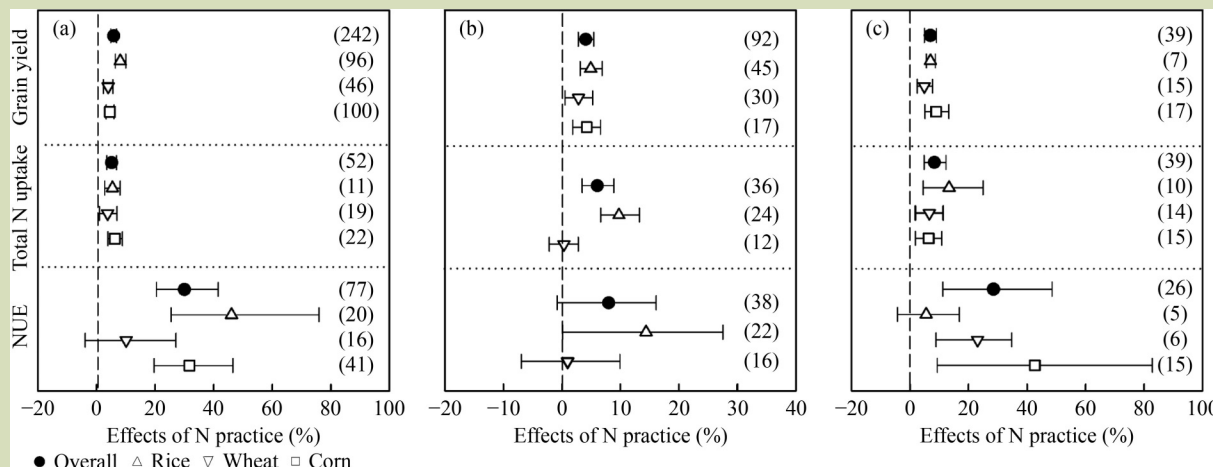 (a)
(242)
(96)
(46)
(100)
(52)
(11)
(19)
(22)
(77)
(20)
(16)
(41)
Grain yield
Total N uptake
NUE
−20 0 20 40 60 80 100
Effects of N practice (%)
(b)
(92)
(45)
(30)
(17)
(36)
(24)
(12)
(38)
(22)
(16)
−20 −10 0 10 20 30 40
Effects of N practice (%)
(c)
(39)
(7)
(15)
(17)
(39)
(10)
(14)
(15)
(26)
(5)
(6)
(15)
−20 0 20 40 60 80 100
Effects of N practice (%)
Overall Rice Wheat Corn